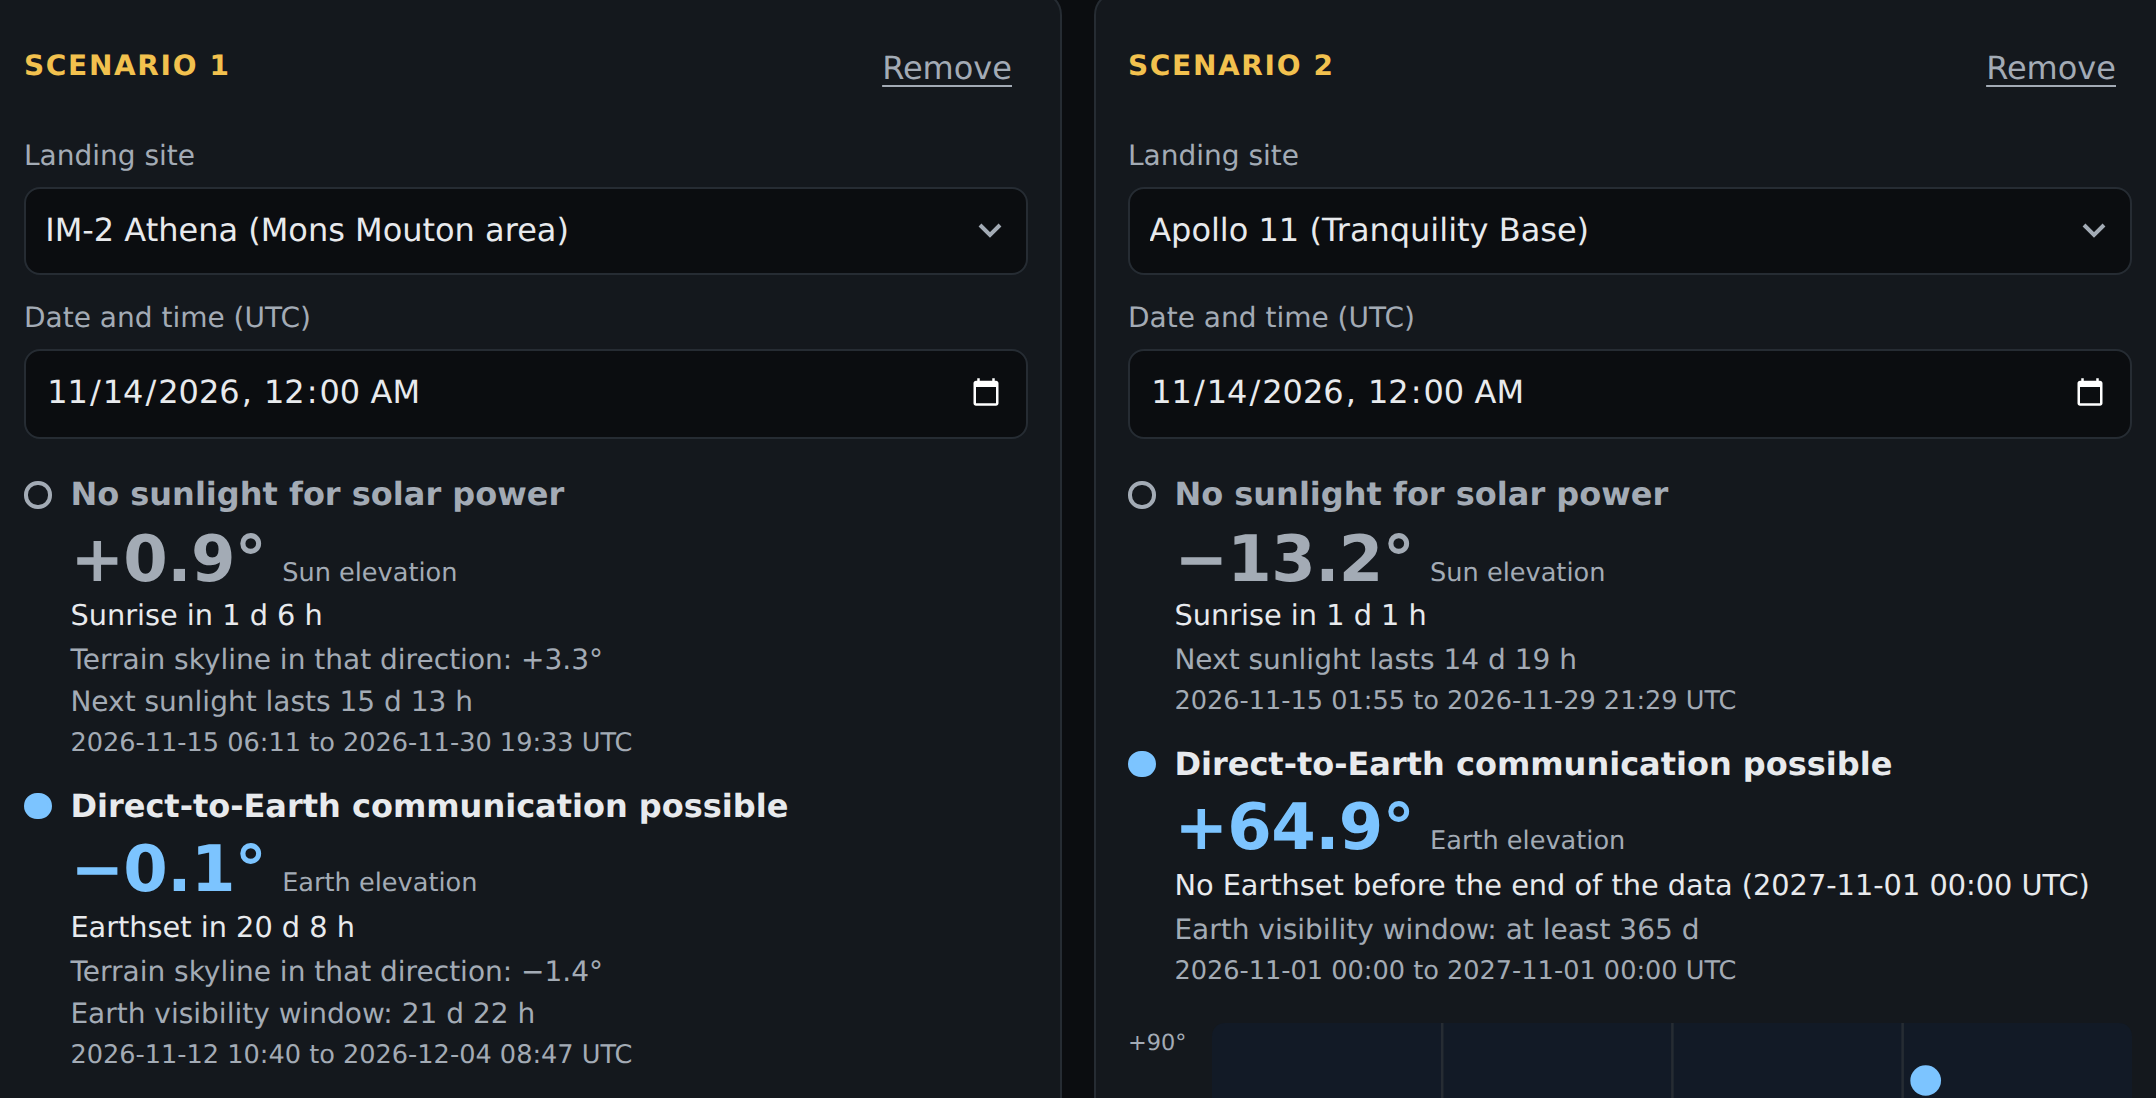 SCENARIO 1
Remove
Landing site
IM-2 Athena (Mons Mouton area)
Date and time (UTC)
11/14/2026, 12:00 AM
No sunlight for solar power
+0.9° Sun elevation
Sunrise in 1 d 6 h
Terrain skyline in that direction: +3.3°
Next sunlight lasts 15 d 13 h
2026-11-15 06:11 to 2026-11-30 19:33 UTC
Direct-to-Earth communication possible
−0.1° Earth elevation
Earthset in 20 d 8 h
Terrain skyline in that direction: −1.4°
Earth visibility window: 21 d 22 h
2026-11-12 10:40 to 2026-12-04 08:47 UTC
SCENARIO 2
Remove
Landing site
Apollo 11 (Tranquility Base)
Date and time (UTC)
11/14/2026, 12:00 AM
No sunlight for solar power
−13.2° Sun elevation
Sunrise in 1 d 1 h
Next sunlight lasts 14 d 19 h
2026-11-15 01:55 to 2026-11-29 21:29 UTC
Direct-to-Earth communication possible
+64.9° Earth elevation
No Earthset before the end of the data (2027-11-01 00:00 UTC)
Earth visibility window: at least 365 d
2026-11-01 00:00 to 2027-11-01 00:00 UTC
+90°